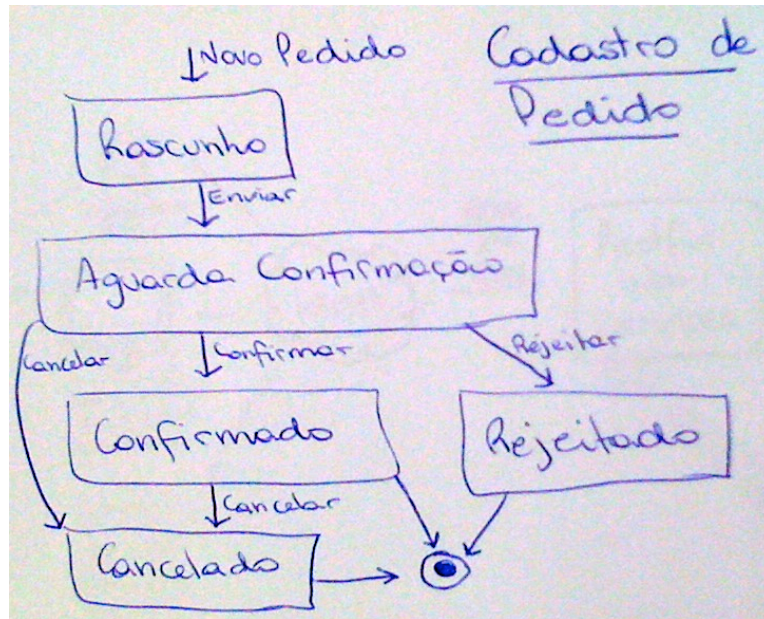 Novo Pedido
Cadastro de
Pedido
Rascunho
Enviar
Aguarda Confirmação
Cancelar
Confirmar
Rejeitar
Confirmado
Rejeitado
Cancelar
Cancelado